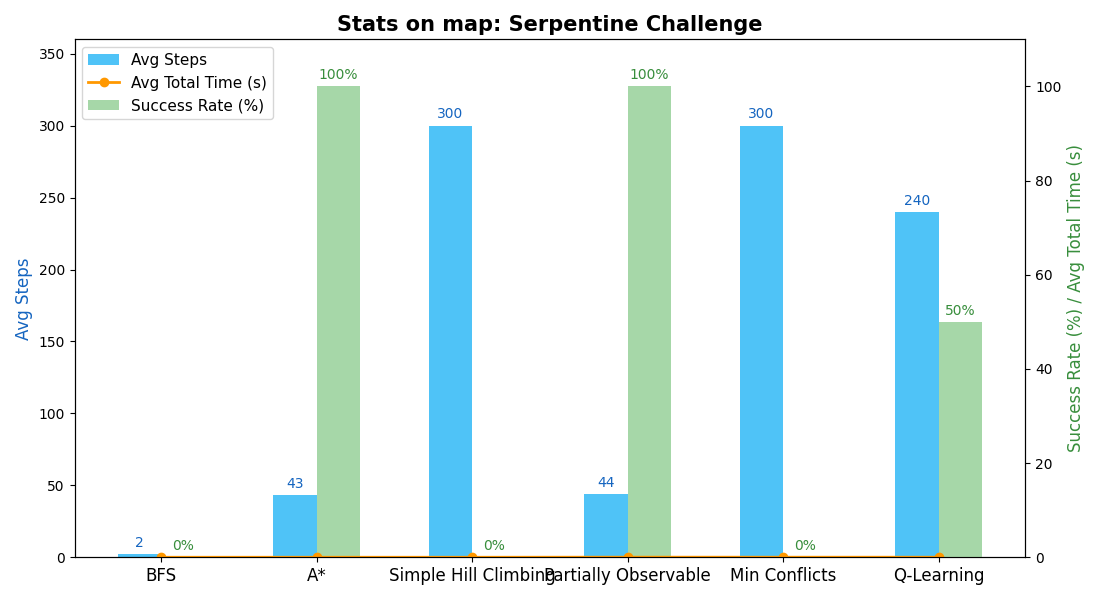 Stats on map: Serpentine Challenge
Avg Steps
Avg Total Time (s)
Success Rate (%)
350
300
250
200
150
100
50
0
Avg Steps
100
80
60
40
20
0
Success Rate (%) / Avg Total Time (s)
2
0%
43
100%
300
0%
44
100%
300
0%
240
50%
BFS
A*
Simple Hill Climbing
Partially Observable
Min Conflicts
Q-Learning